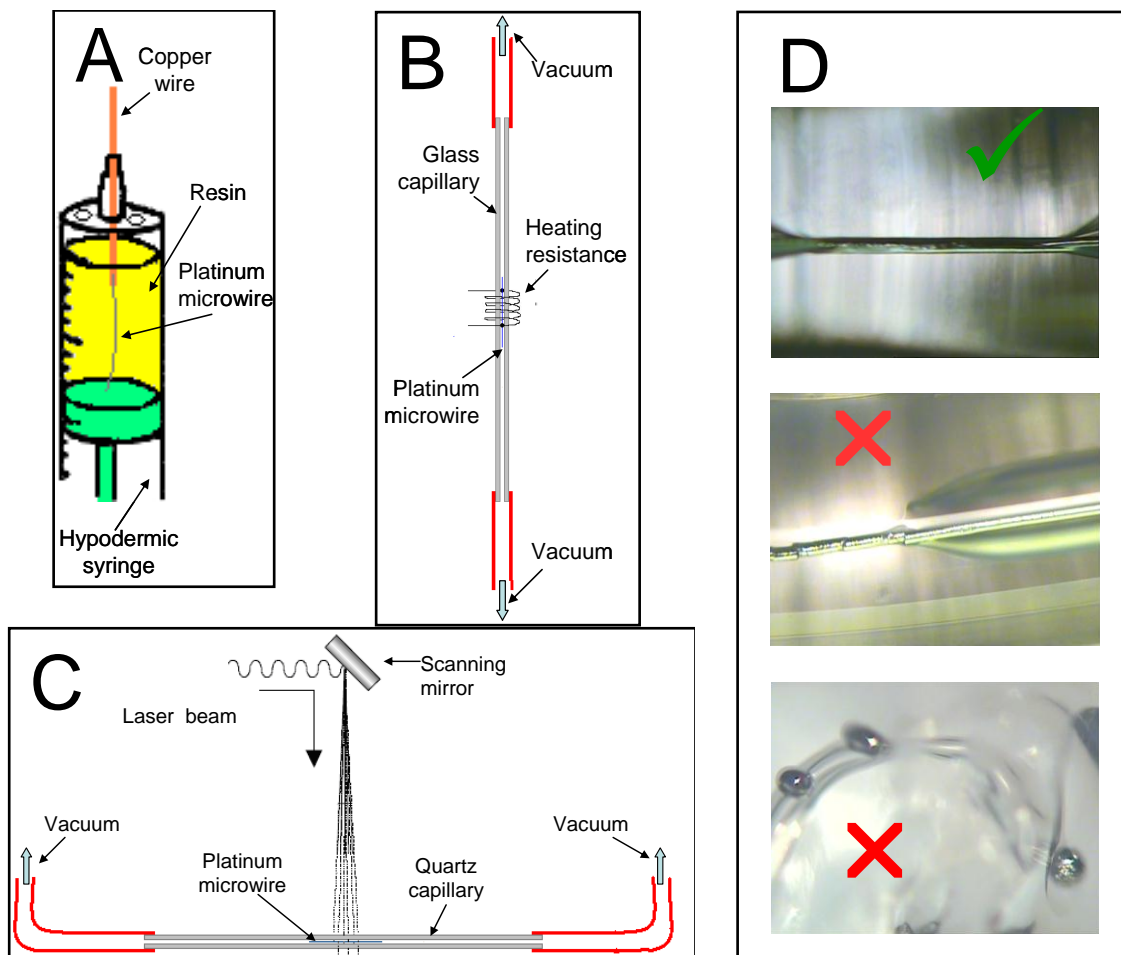 A
Copper
wire
Resin
Platinum
microwire
Hypodermic
syringe
B
Vacuum
Glass
capillary
Heating
resistance
Platinum
microwire
Vacuum
C
Scanning
mirror
Laser beam
Vacuum
Platinum
microwire
Quartz
capillary
Vacuum
D